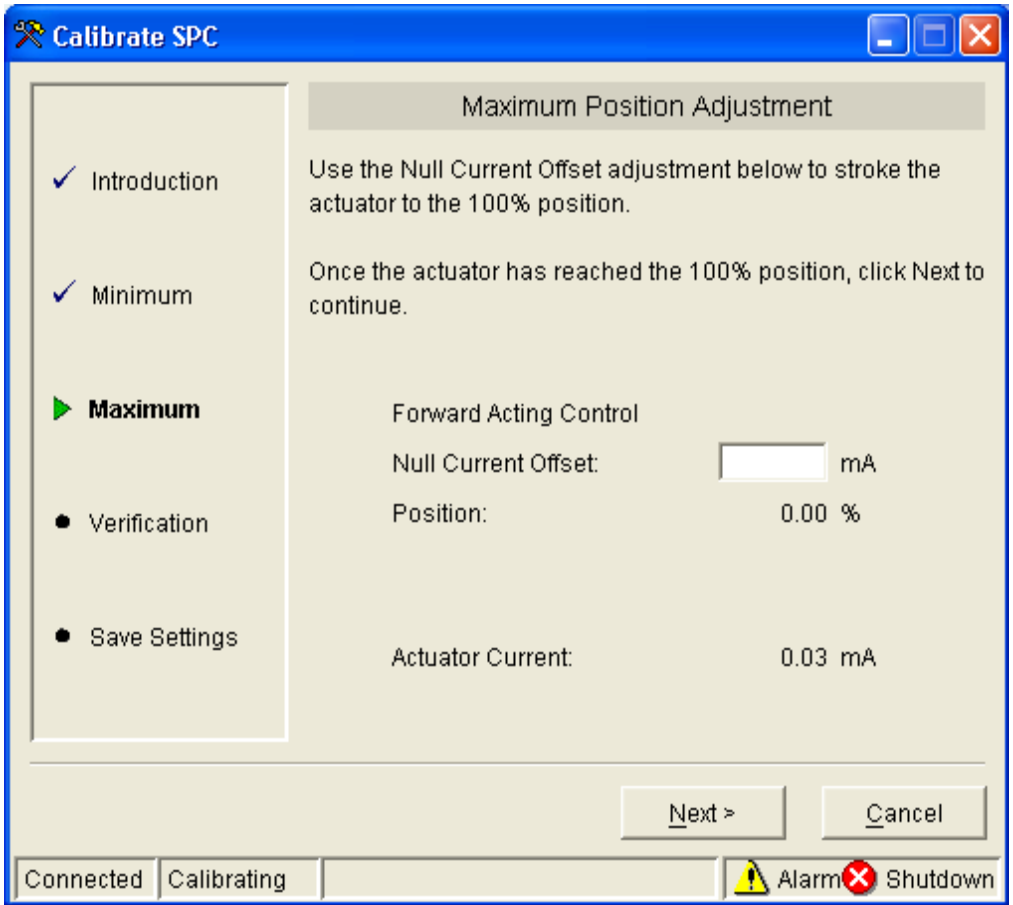 Calibrate SPC
Introduction
Minimum
Maximum
Verification
Save Settings
Maximum Position Adjustment
Use the Null Current Offset adjustment below to stroke the
actuator to the 100% position.
Once the actuator has reached the 100% position, click Next to
continue.
Forward Acting Control
Null Current Offset: mA
Position: 0.00 %
Actuator Current: 0.03 mA
Next > Cancel
Connected Calibrating Alarm Shutdown